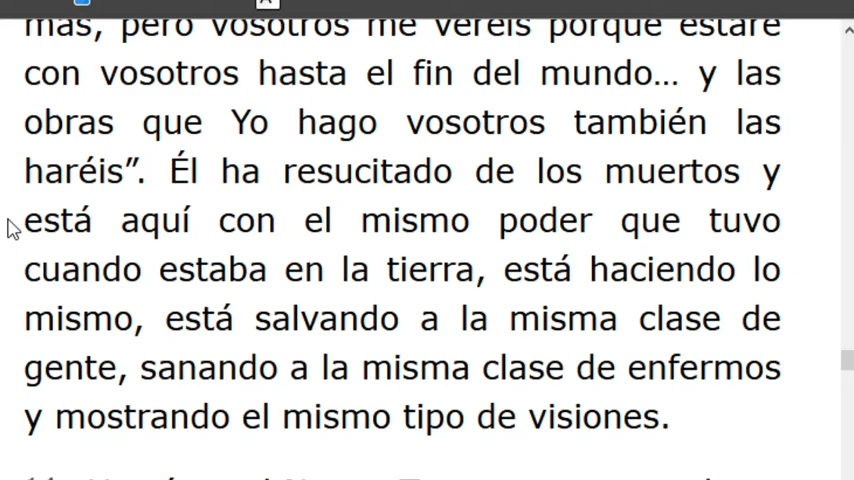 mas, pero vosotros me veréis porque estaré
con vosotros hasta el fin del mundo… y las
obras que Yo hago vosotros también las
haréis”. Él ha resucitado de los muertos y
está aquí con el mismo poder que tuvo
cuando estaba en la tierra, está haciendo lo
mismo, está salvando a la misma clase de
gente, sanando a la misma clase de enfermos
y mostrando el mismo tipo de visiones.